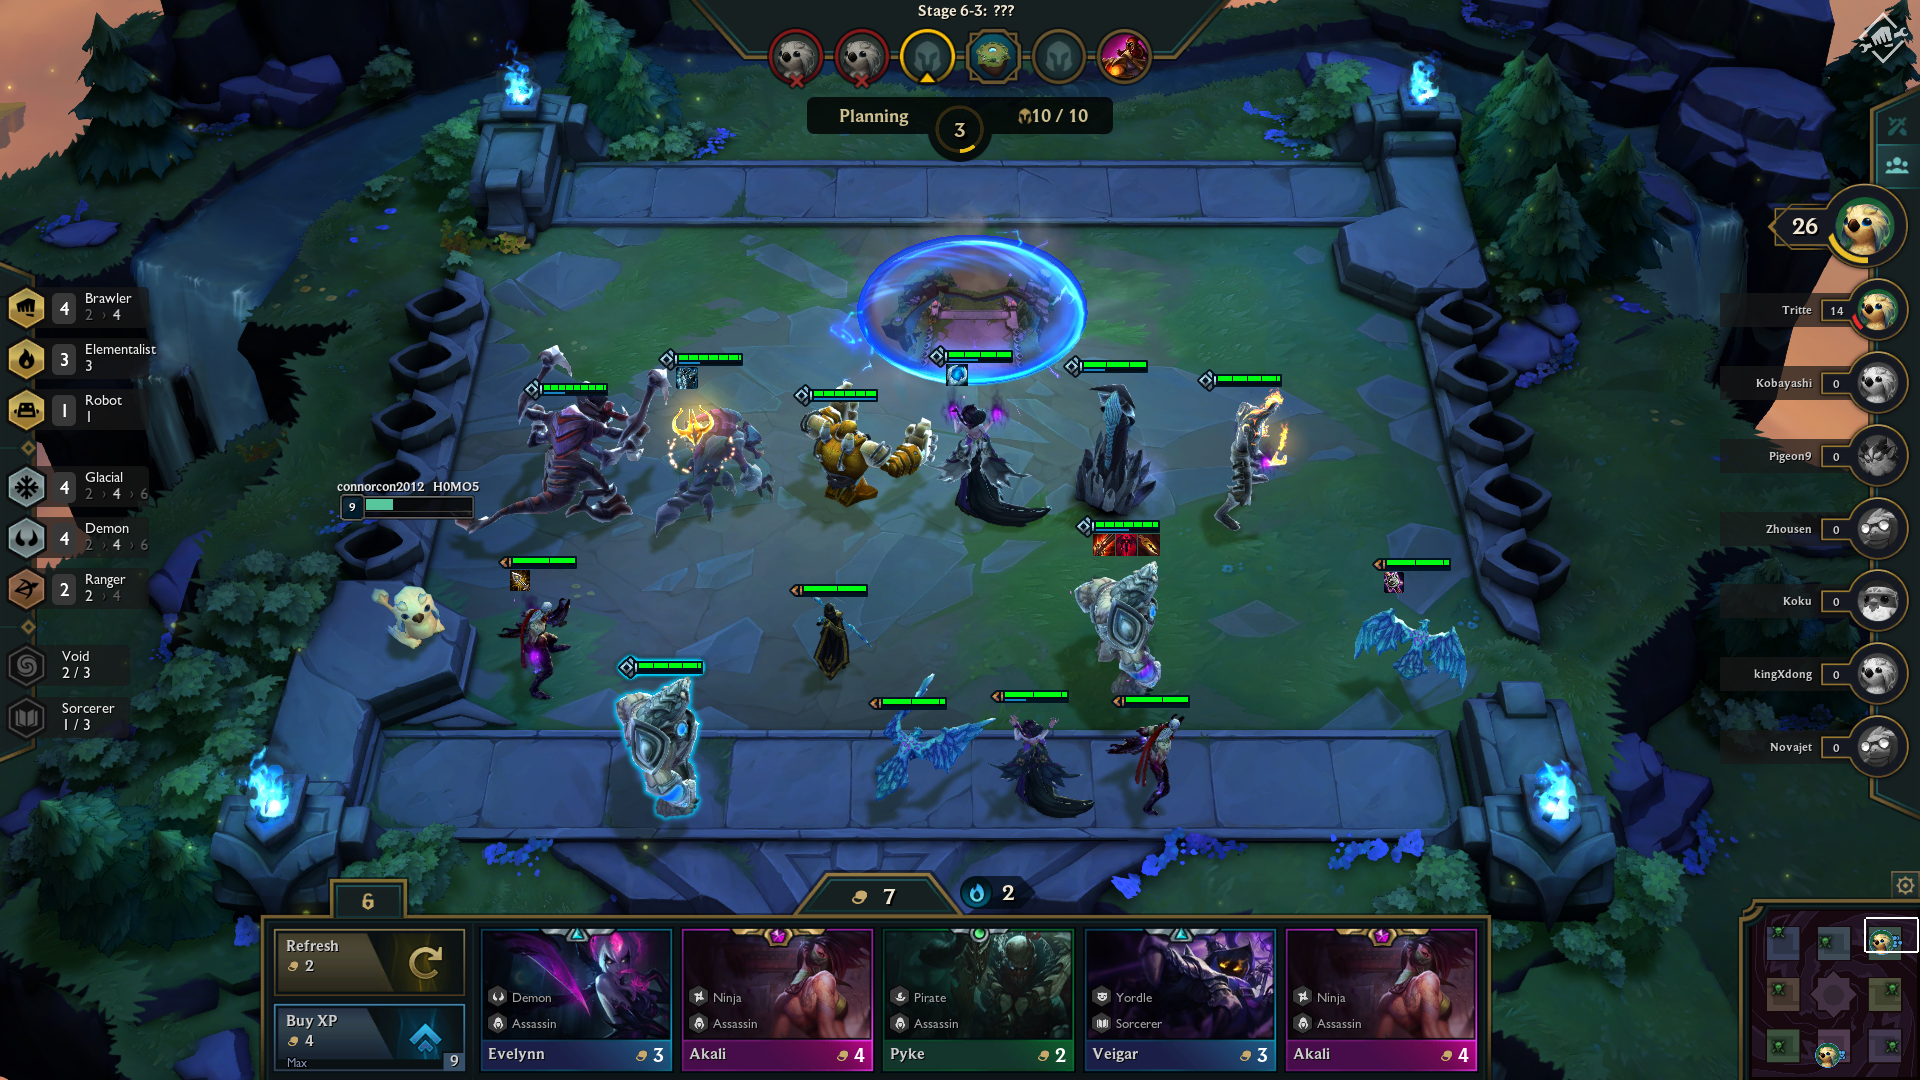 Stage 6-3: ???
Planning
3
10 / 10
26
4
Brawler
2 › 4
3
Elementalist
3
1
Robot
1
4
Glacial
2 › 4 › 6
4
Demon
2 › 4 › 6
2
Ranger
2 › 4
Void
2 / 3
Sorcerer
1 / 3
connorcon2012 H0MO5
9
Tritte 14
Kobayashi 0
Pigeon9 0
Zhousen 0
Koku 0
kingXdong 0
Novajet 0
6
7
2
Refresh
2
Buy XP
4
Max
9
Demon
Assassin
Evelynn 3
Ninja
Assassin
Akali 4
Pirate
Assassin
Pyke 2
Yordle
Sorcerer
Veigar 3
Ninja
Assassin
Akali 4